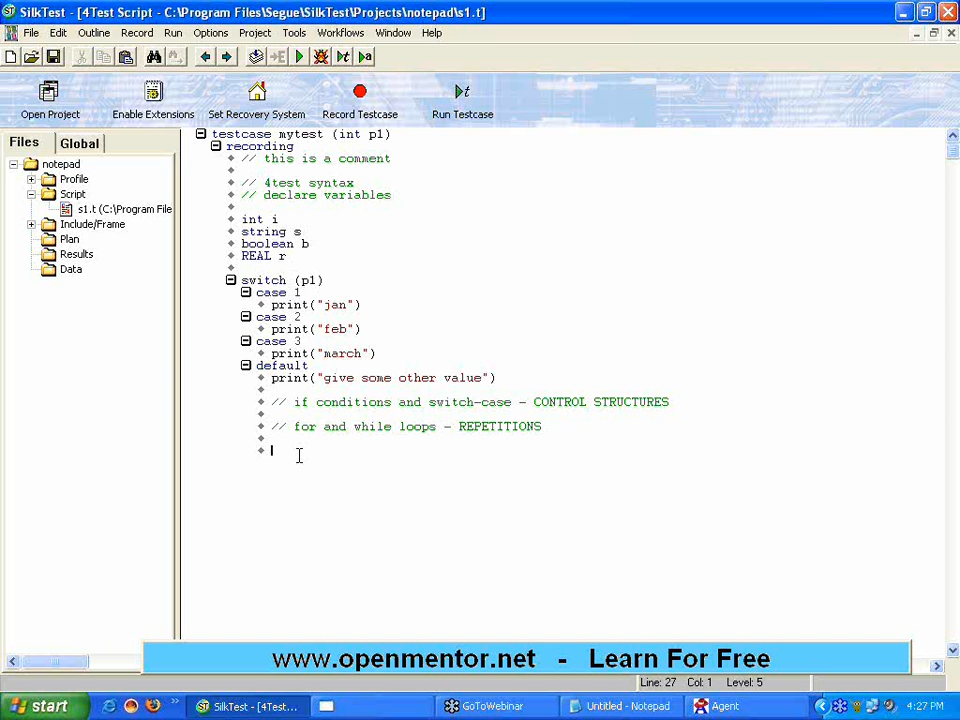 SilkTest - [4Test Script - C:\Program Files\Segue\SilkTest\Projects\notepad\s1.t]
File Edit Outline Record Run Options Project Tools Workflows Window Help
Open Project Enable Extensions Set Recovery System Record Testcase Run Testcase
Files Global
notepad
Profile
Script
s1.t (C:\Program File
Include/Frame
Plan
Results
Data
testcase mytest (int p1)
recording
// this is a comment
// 4test syntax
// declare variables
int i
string s
boolean b
REAL r
switch (p1)
case 1
print("jan")
case 2
print("feb")
case 3
print("march")
default
print("give some other value")
// if conditions and switch-case - CONTROL STRUCTURES
// for and while loops - REPETITIONS
www.openmentor.net - Learn For Free
Line: 27 Col: 1 Level: 5
start SilkTest - [4Test... GoToWebinar Untitled - Notepad Agent 4:27 PM